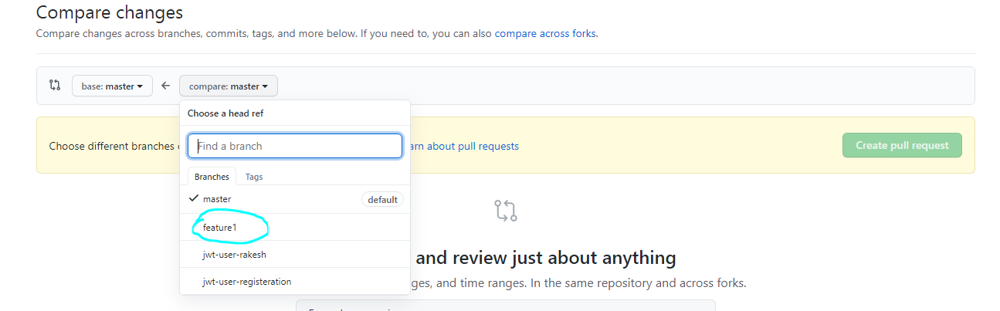 Compare changes
Compare changes across branches, commits, tags, and more below. If you need to, you can also compare across forks.
base: master
compare: master
Choose a head ref
Find a branch
Choose different branches
arn about pull requests
Create pull request
Branches Tags
master default
feature1
jwt-user-rakesh
jwt-user-registeration
and review just about anything
ges, and time ranges. In the same repository and across forks.